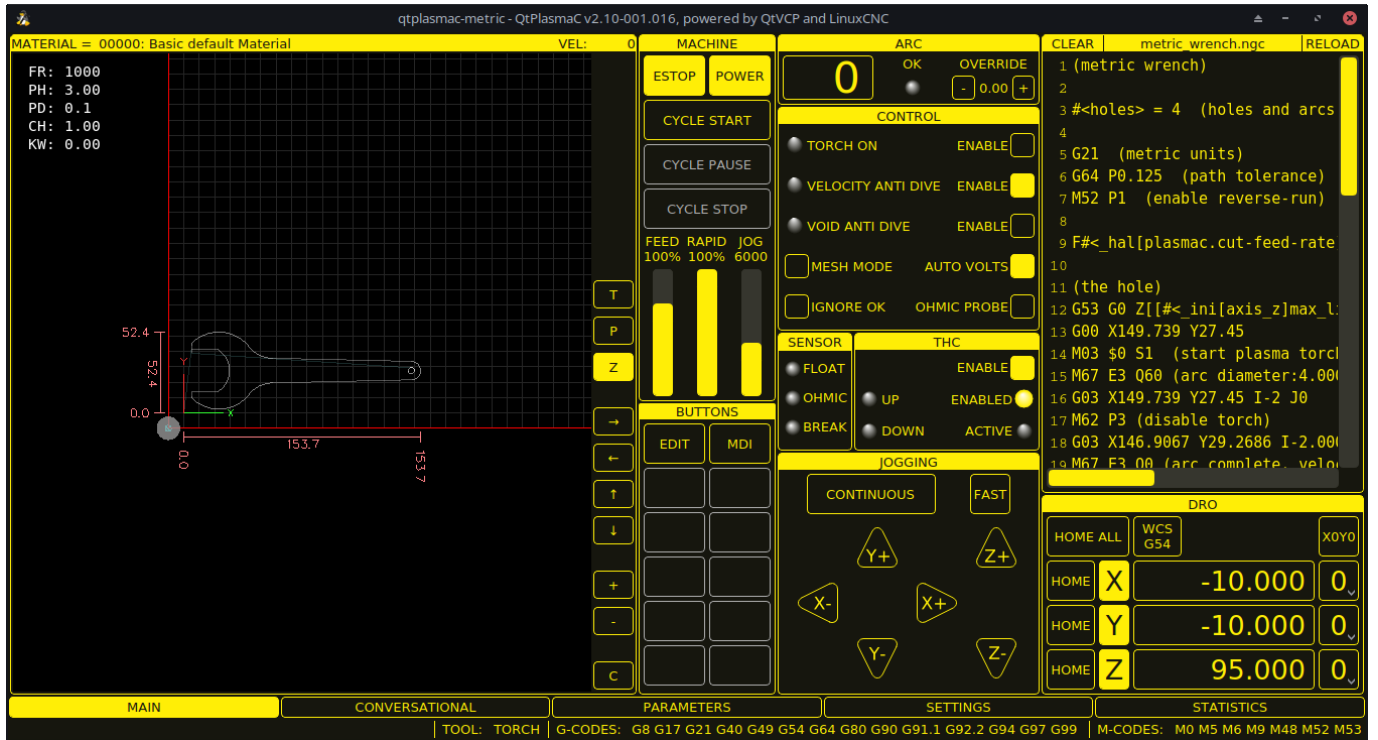 qtplasmac-metric - QtPlasmaC v2.10-001.016, powered by QtVCP and LinuxCNC
MATERIAL = 00000: Basic default Material VEL: 0
FR: 1000
PH: 3.00
PD: 0.1
CH: 1.00
KW: 0.00
52.4
52.4
0.0
Y
X
153.7
0.0
153.7
T
P
Z
→
←
↑
↓
+
-
C
MACHINE
ESTOP POWER
CYCLE START
CYCLE PAUSE
CYCLE STOP
FEED RAPID JOG
100% 100% 6000
BUTTONS
EDIT MDI
ARC
0 OK OVERRIDE
- 0.00 +
CONTROL
TORCH ON ENABLE
VELOCITY ANTI DIVE ENABLE
VOID ANTI DIVE ENABLE
MESH MODE AUTO VOLTS
IGNORE OK OHMIC PROBE
SENSOR
FLOAT
OHMIC
BREAK
THC
ENABLE
UP ENABLED
DOWN ACTIVE
JOGGING
CONTINUOUS FAST
Y+ Z+
X- X+
Y- Z-
CLEAR metric_wrench.ngc RELOAD
1 (metric wrench)
2
3 #<holes> = 4 (holes and arcs
4
5 G21 (metric units)
6 G64 P0.125 (path tolerance)
7 M52 P1 (enable reverse-run)
8
9 F#<_hal[plasmac.cut-feed-rate
10
11 (the hole)
12 G53 G0 Z[[#<_ini[axis_z]max_li
13 G00 X149.739 Y27.45
14 M03 $0 S1 (start plasma torch
15 M67 E3 Q60 (arc diameter:4.000
16 G03 X149.739 Y27.45 I-2 J0
17 M62 P3 (disable torch)
18 G03 X146.9067 Y29.2686 I-2.000
19 M67 E3 Q0 (arc complete, veloc
DRO
HOME ALL WCS G54 X0Y0
HOME X -10.000 0
HOME Y -10.000 0
HOME Z 95.000 0
MAIN CONVERSATIONAL PARAMETERS SETTINGS STATISTICS
TOOL: TORCH G-CODES: G8 G17 G21 G40 G49 G54 G64 G80 G90 G91.1 G92.2 G94 G97 G99 M-CODES: M0 M5 M6 M9 M48 M52 M53